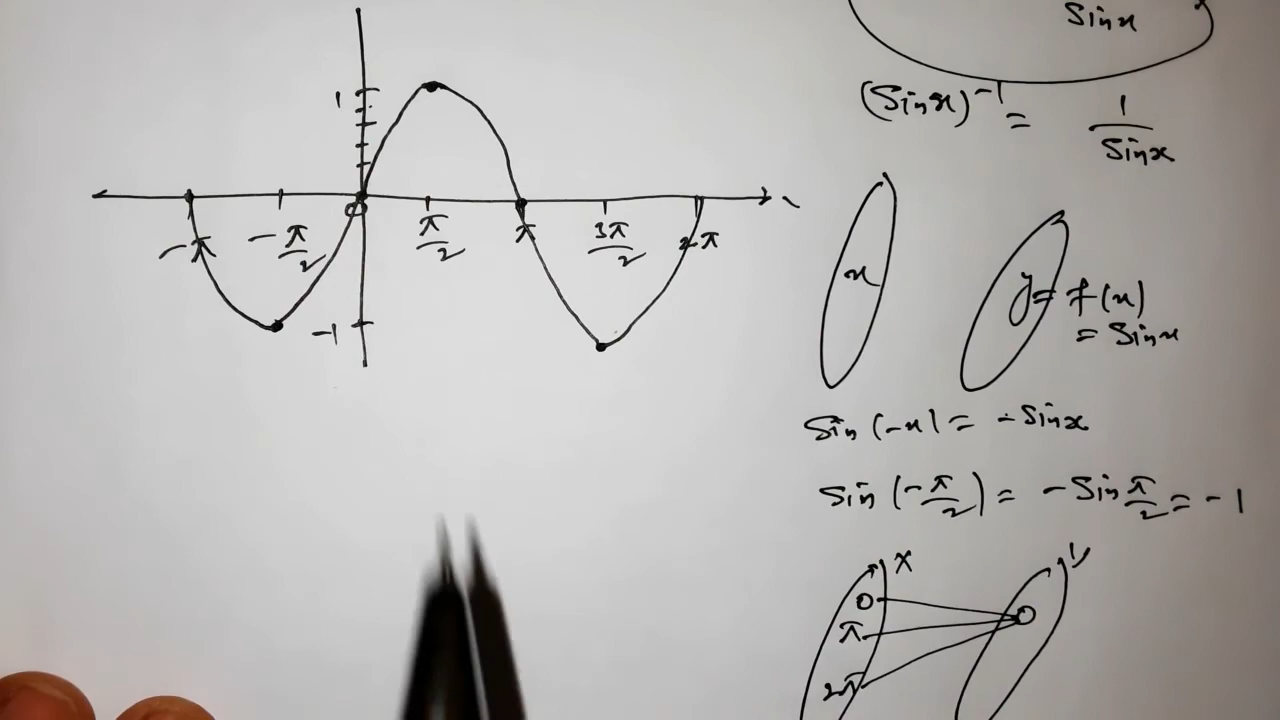 1
-π -π/2 0 π/2 π 3π/2 2π
-1
Sinx
(Sinx)⁻¹ = 1/Sinx
x y = f(x)
= Sinx
Sin(-x) = -Sinx
Sin(-π/2) = -Sin π/2 = -1
X y
0 0
π
2π